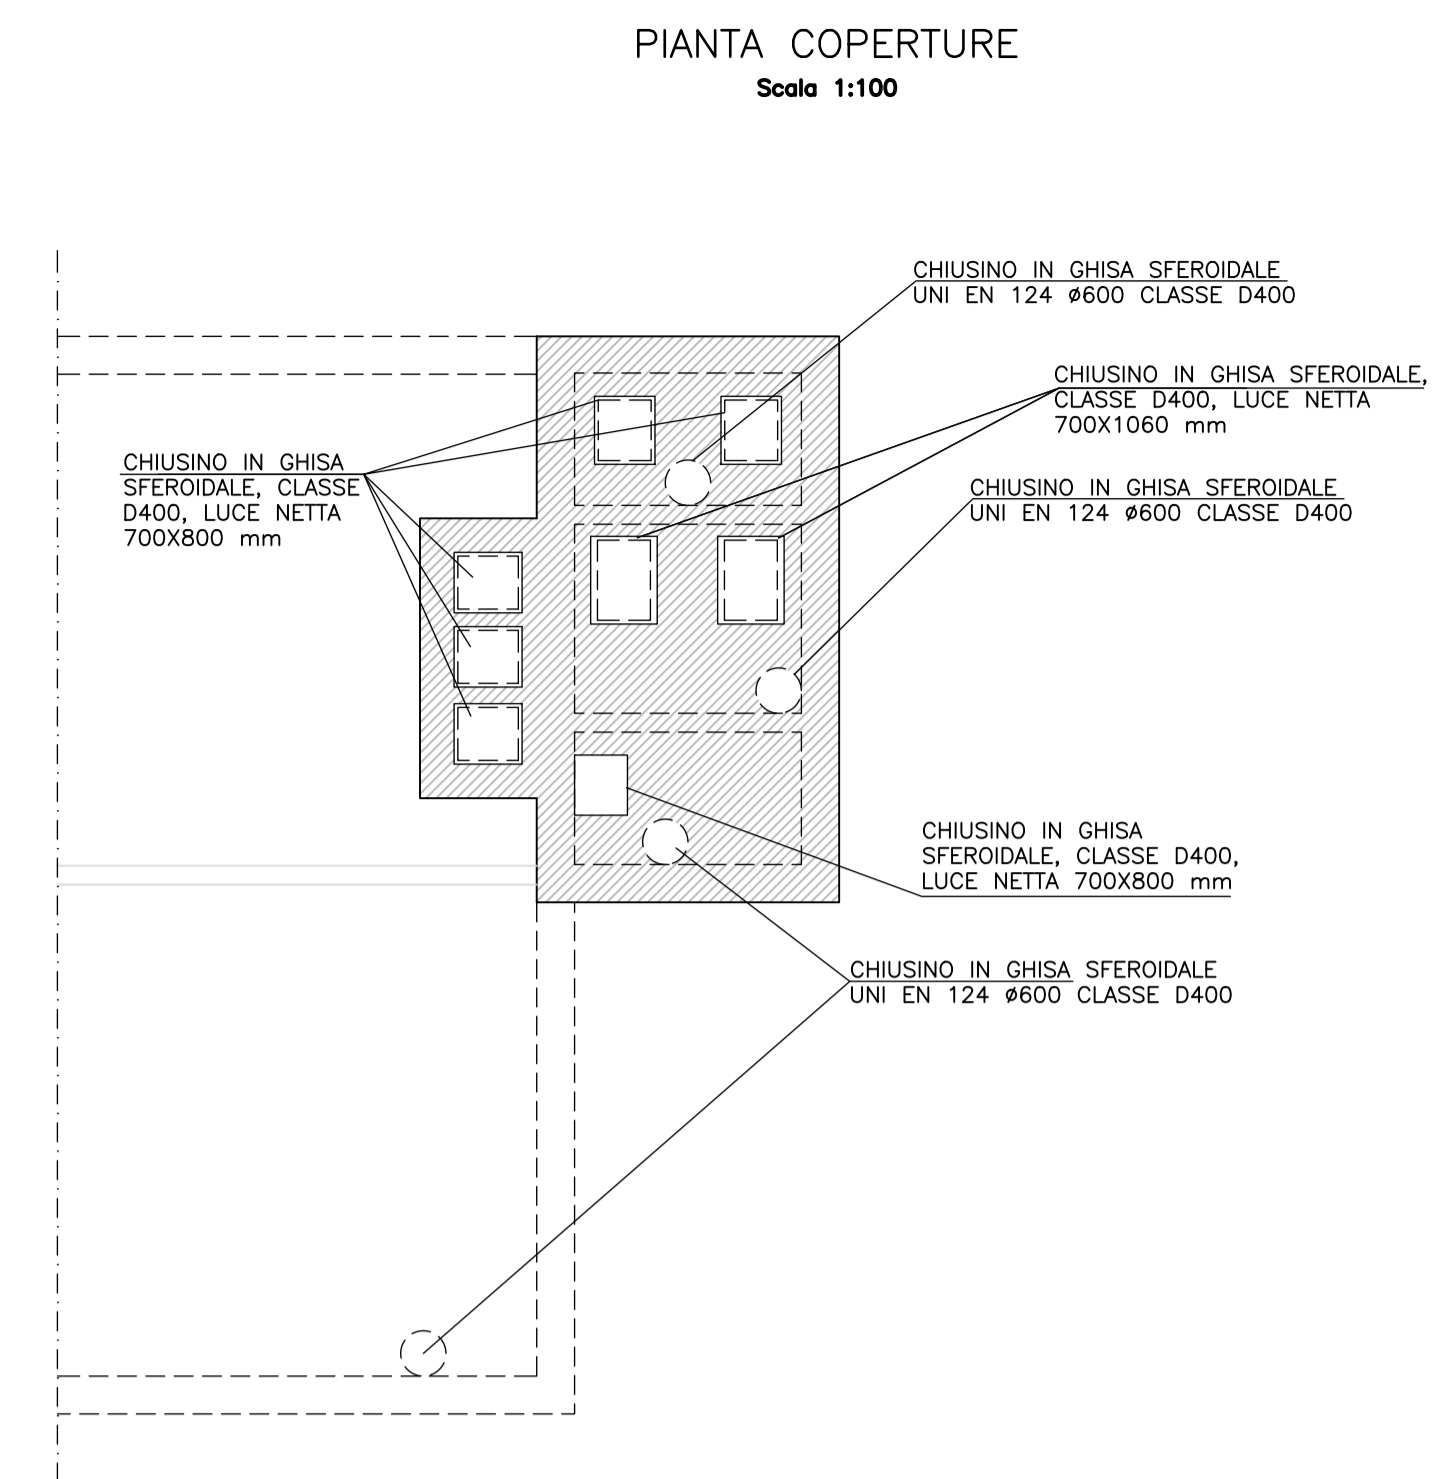 PIANTA COPERTURE
Scala 1:100
CHIUSINO IN GHISA SFEROIDALE
UNI EN 124 ø600 CLASSE D400
CHIUSINO IN GHISA SFEROIDALE,
CLASSE D400, LUCE NETTA
700X1060 mm
CHIUSINO IN GHISA
SFEROIDALE, CLASSE
D400, LUCE NETTA
700X800 mm
CHIUSINO IN GHISA SFEROIDALE
UNI EN 124 ø600 CLASSE D400
CHIUSINO IN GHISA
SFEROIDALE, CLASSE D400,
LUCE NETTA 700X800 mm
CHIUSINO IN GHISA SFEROIDALE
UNI EN 124 ø600 CLASSE D400